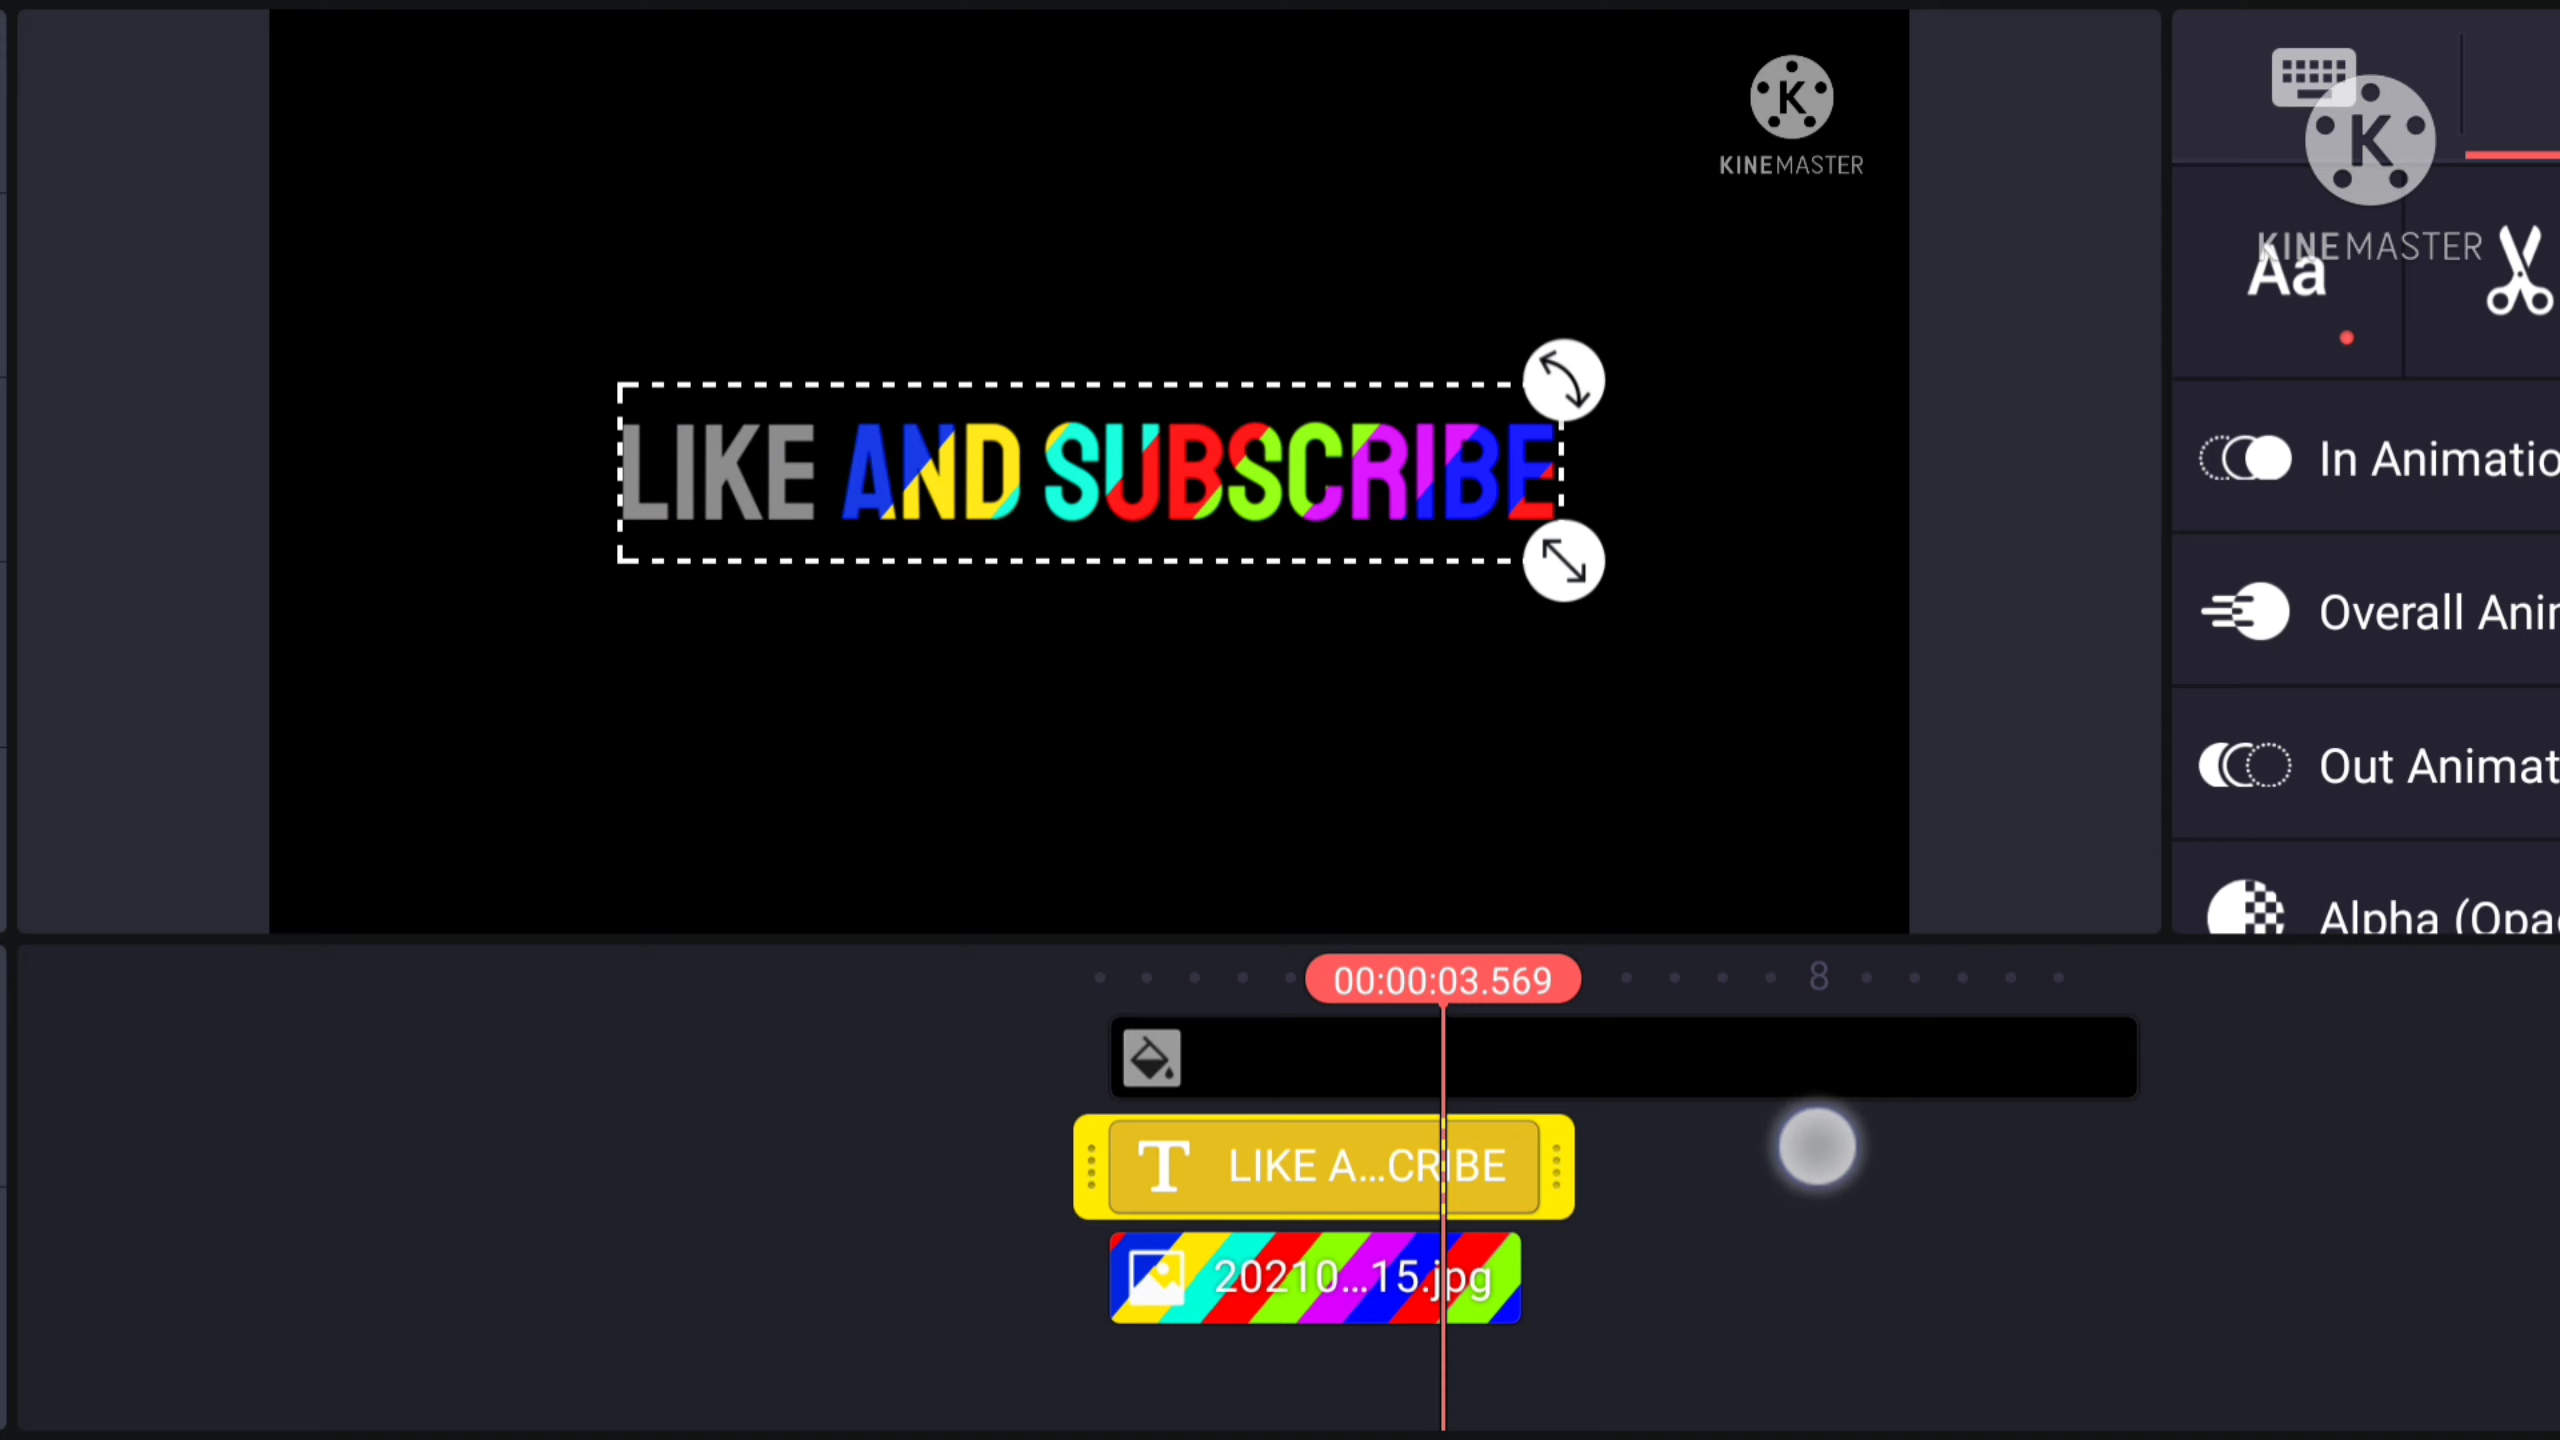 K
KINEMASTER
K
KINEMASTER
Aa
LIKE AND SUBSCRIBE
In Animatio
Overall Anir
Out Animat
Alpha (Opa
00:00:03.569
8
T LIKE A...CRIBE
20210...15.jpg